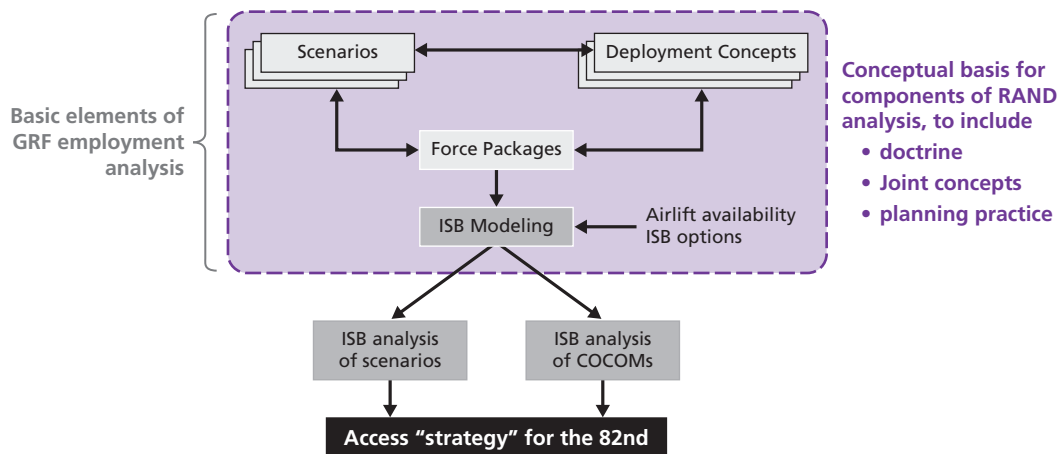 Scenarios
Deployment Concepts
Basic elements of
GRF employment
analysis
Conceptual basis for
components of RAND
analysis, to include
• doctrine
• Joint concepts
• planning practice
Force Packages
ISB Modeling
Airlift availability
ISB options
ISB analysis
of scenarios
ISB analysis
of COCOMs
Access “strategy” for the 82nd